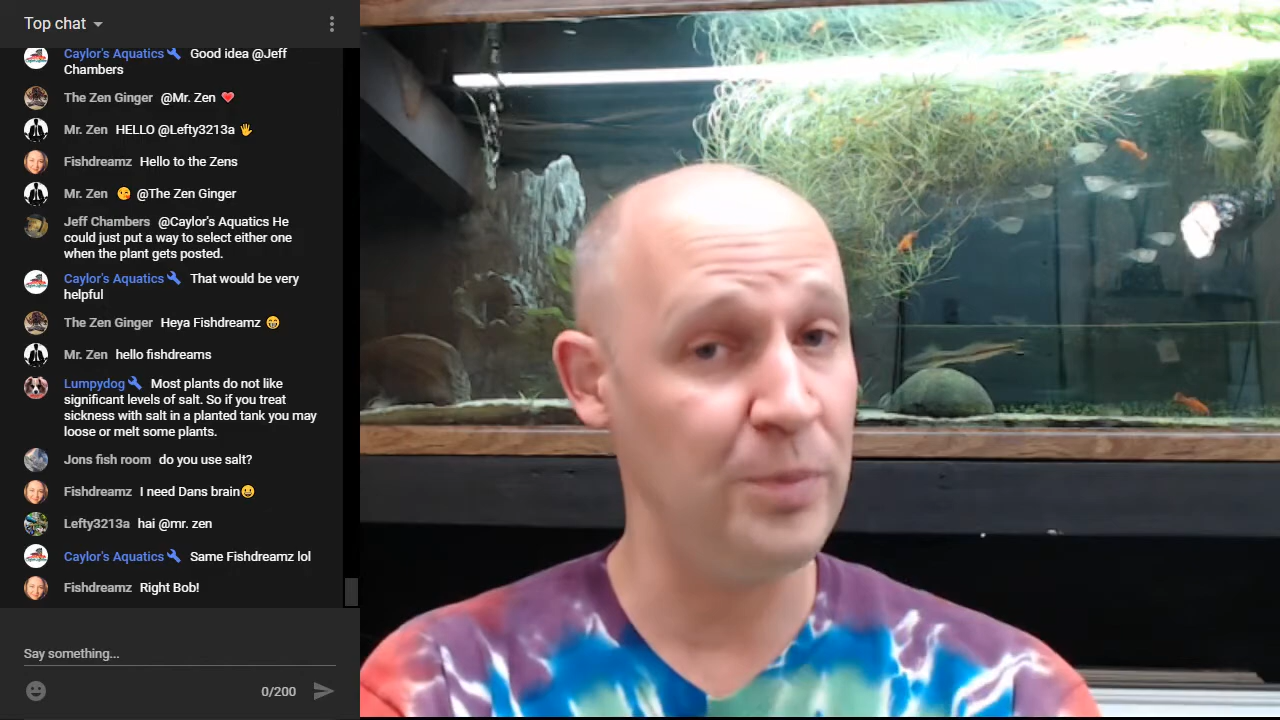 Top chat
Caylor's Aquatics Good idea @Jeff
Chambers
The Zen Ginger @Mr. Zen ❤️
Mr. Zen HELLO @Lefty3213a 🖐
Fishdreamz Hello to the Zens
Mr. Zen 😘 @The Zen Ginger
Jeff Chambers @Caylor's Aquatics He
could just put a way to select either one
when the plant gets posted.
Caylor's Aquatics That would be very
helpful
The Zen Ginger Heya Fishdreamz 😁
Mr. Zen hello fishdreams
Lumpydog Most plants do not like
significant levels of salt. So if you treat
sickness with salt in a planted tank you may
loose or melt some plants.
Jons fish room do you use salt?
Fishdreamz I need Dans brain😀
Lefty3213a hai @mr. zen
Caylor's Aquatics Same Fishdreamz lol
Fishdreamz Right Bob!
Say something...
0/200